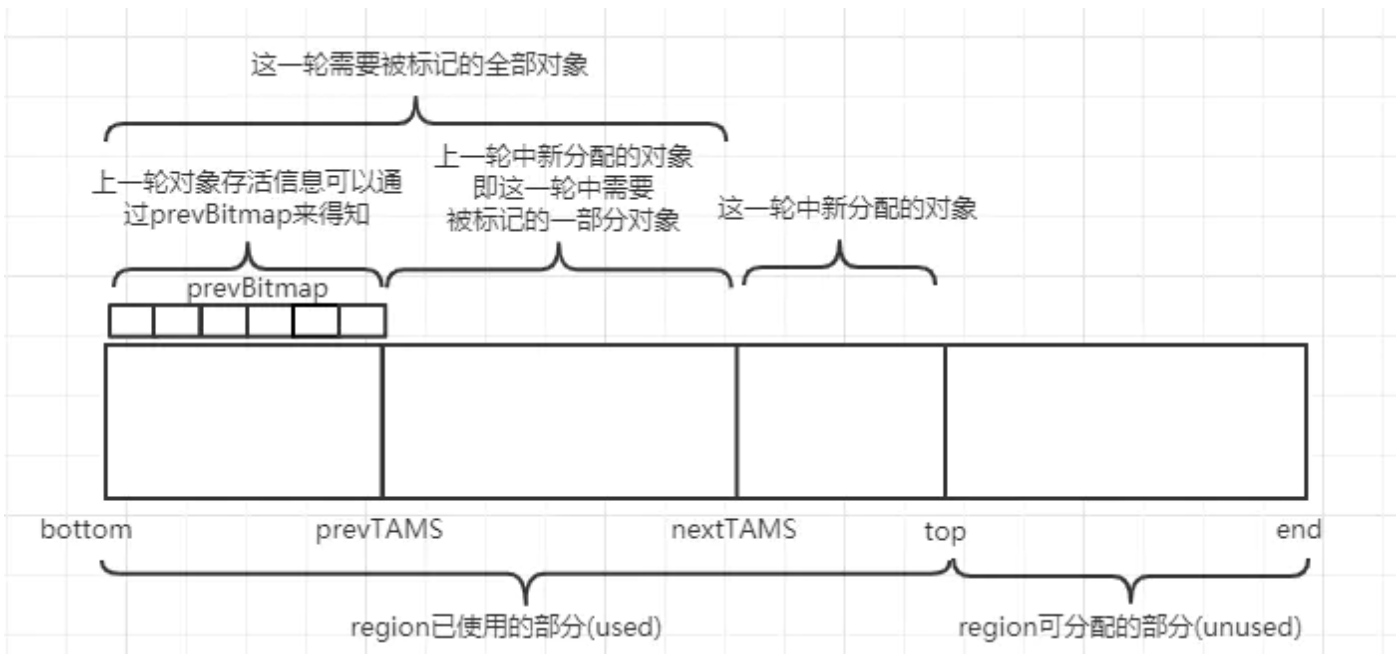 这一轮需要被标记的全部对象
上一轮对象存活信息可以通
过prevBitmap来得知
上一轮中新分配的对象
即这一轮中需要
被标记的一部分对象
这一轮中新分配的对象
prevBitmap
bottom
prevTAMS
nextTAMS
top
end
region已使用的部分(used)
region可分配的部分(unused)